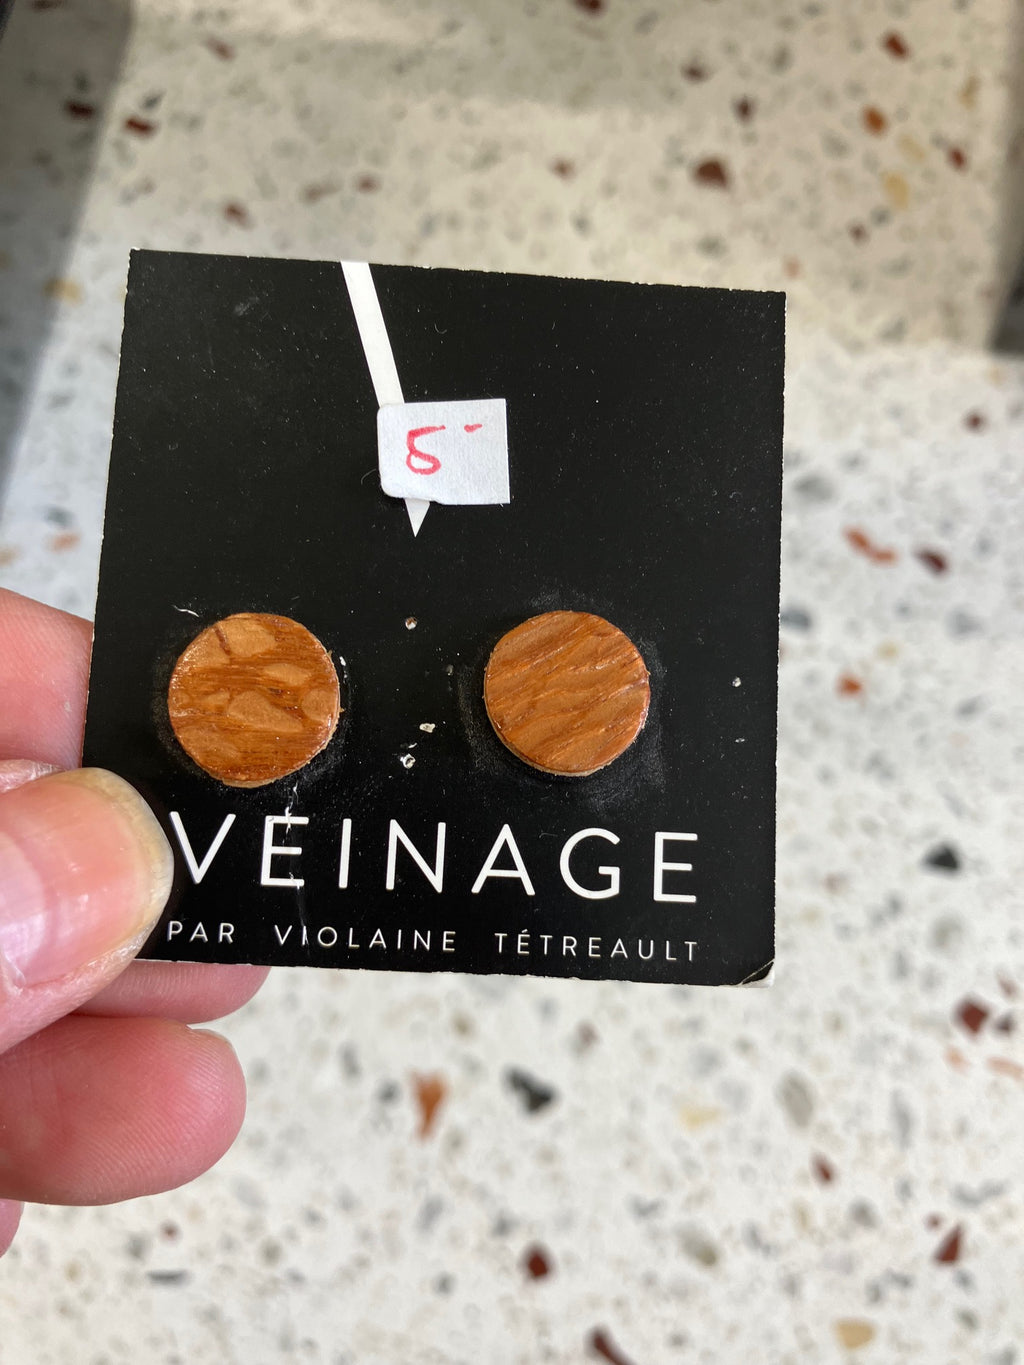 5-
VEINAGE
PAR VIOLAINE TÉTREAULT